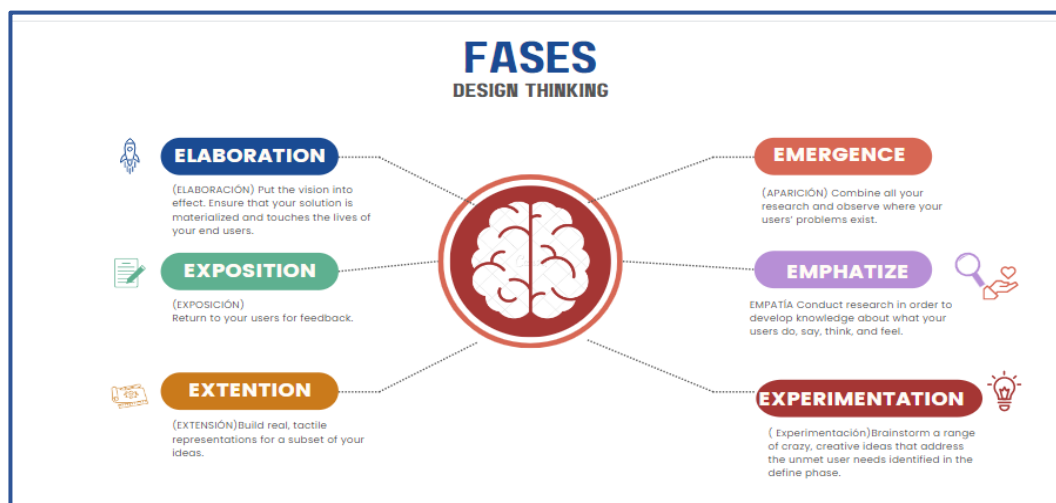 FASES
DESIGN THINKING
ELABORATION
(ELABORACIÓN) Put the vision into
effect. Ensure that your solution is
materialized and touches the lives of
your end users.
EXPOSITION
(EXPOSICIÓN)
Return to your users for feedback.
EXTENTION
(EXTENSIÓN)Build real, tactile
representations for a subset of your
ideas.
EMERGENCE
(APARICIÓN) Combine all your
research and observe where your
users' problems exist.
EMPHATIZE
EMPATÍA Conduct research in order to
develop knowledge about what your
users do, say, think, and feel.
EXPERIMENTATION
( Experimentación)Brainstorm a range
of crazy, creative ideas that address
the unmet user needs identified in the
define phase.